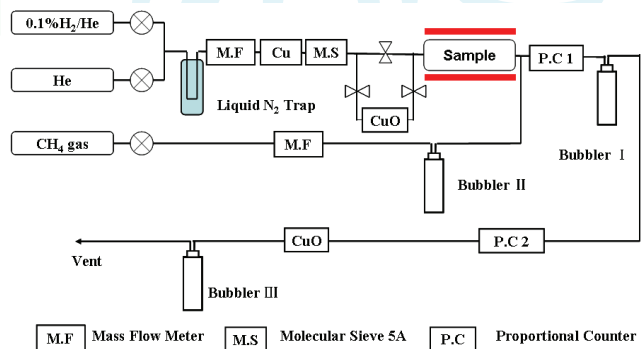 0.1%H2/He
M.F
Cu
M.S
Sample
P.C 1
He
Liquid N2 Trap
CuO
Bubbler Ⅰ
CH4 gas
M.F
Bubbler Ⅱ
CuO
P.C 2
Vent
Bubbler Ⅲ
M.F Mass Flow Meter M.S Molecular Sieve 5A P.C Proportional Counter